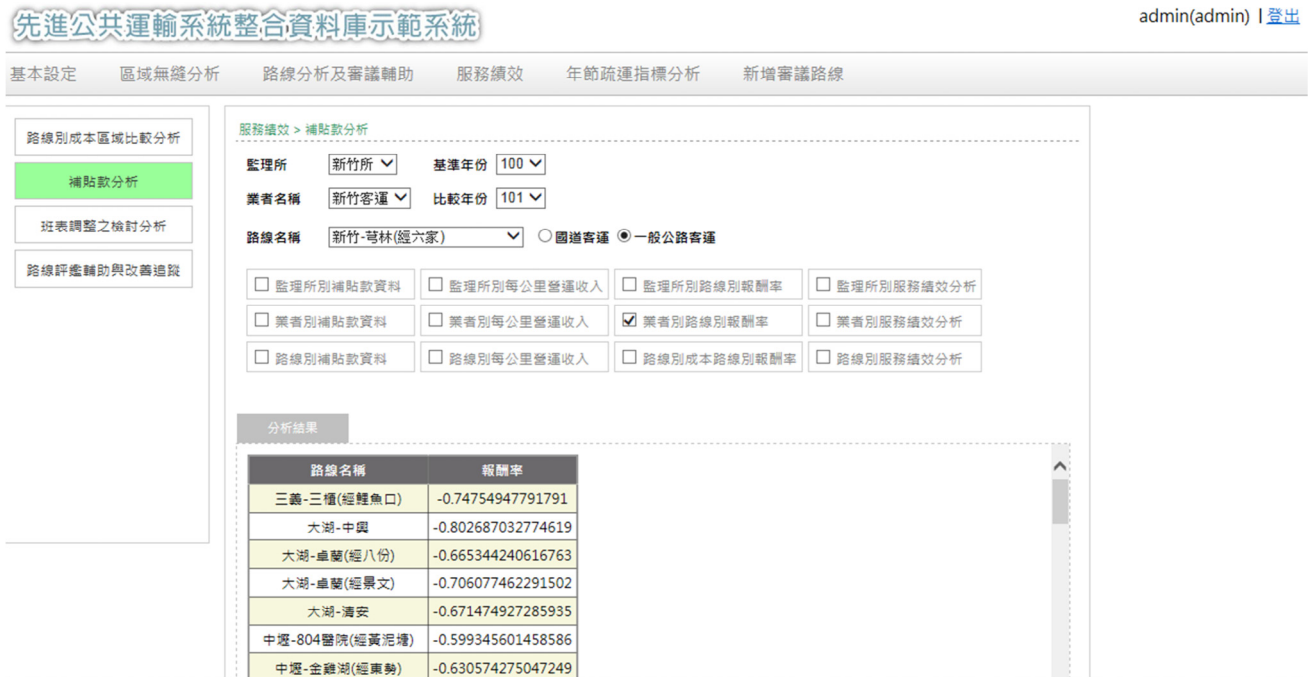 先進公共運輸系統整合資料庫示範系統
admin(admin) | 登出
基本設定 區域無縫分析 路線分析及審議輔助 服務績效 年節疏運指標分析 新增審議路線
路線別成本區域比較分析
補貼款分析
班表調整之檢討分析
路線評鑑輔助與改善追蹤
服務績效 > 補貼款分析
監理所 新竹所 基準年份 100
業者名稱 新竹客運 比較年份 101
路線名稱 新竹-芎林(經六家) 國道客運 一般公路客運
監理所別補貼款資料 監理所別每公里營運收入 監理所別路線別報酬率 監理所別服務績效分析
業者別補貼款資料 業者別每公里營運收入 業者別路線別報酬率 業者別服務績效分析
路線別補貼款資料 路線別每公里營運收入 路線別成本路線別報酬率 路線別服務績效分析
分析結果
路線名稱 報酬率
三義-三櫃(經鯉魚口) -0.74754947791791
大湖-中興 -0.802687032774619
大湖-卓蘭(經八份) -0.665344240616763
大湖-卓蘭(經景文) -0.706077462291502
大湖-清安 -0.671474927285935
中壢-804醫院(經黃泥塘) -0.599345601458586
中壢-金雞湖(經東勢) -0.630574275047249